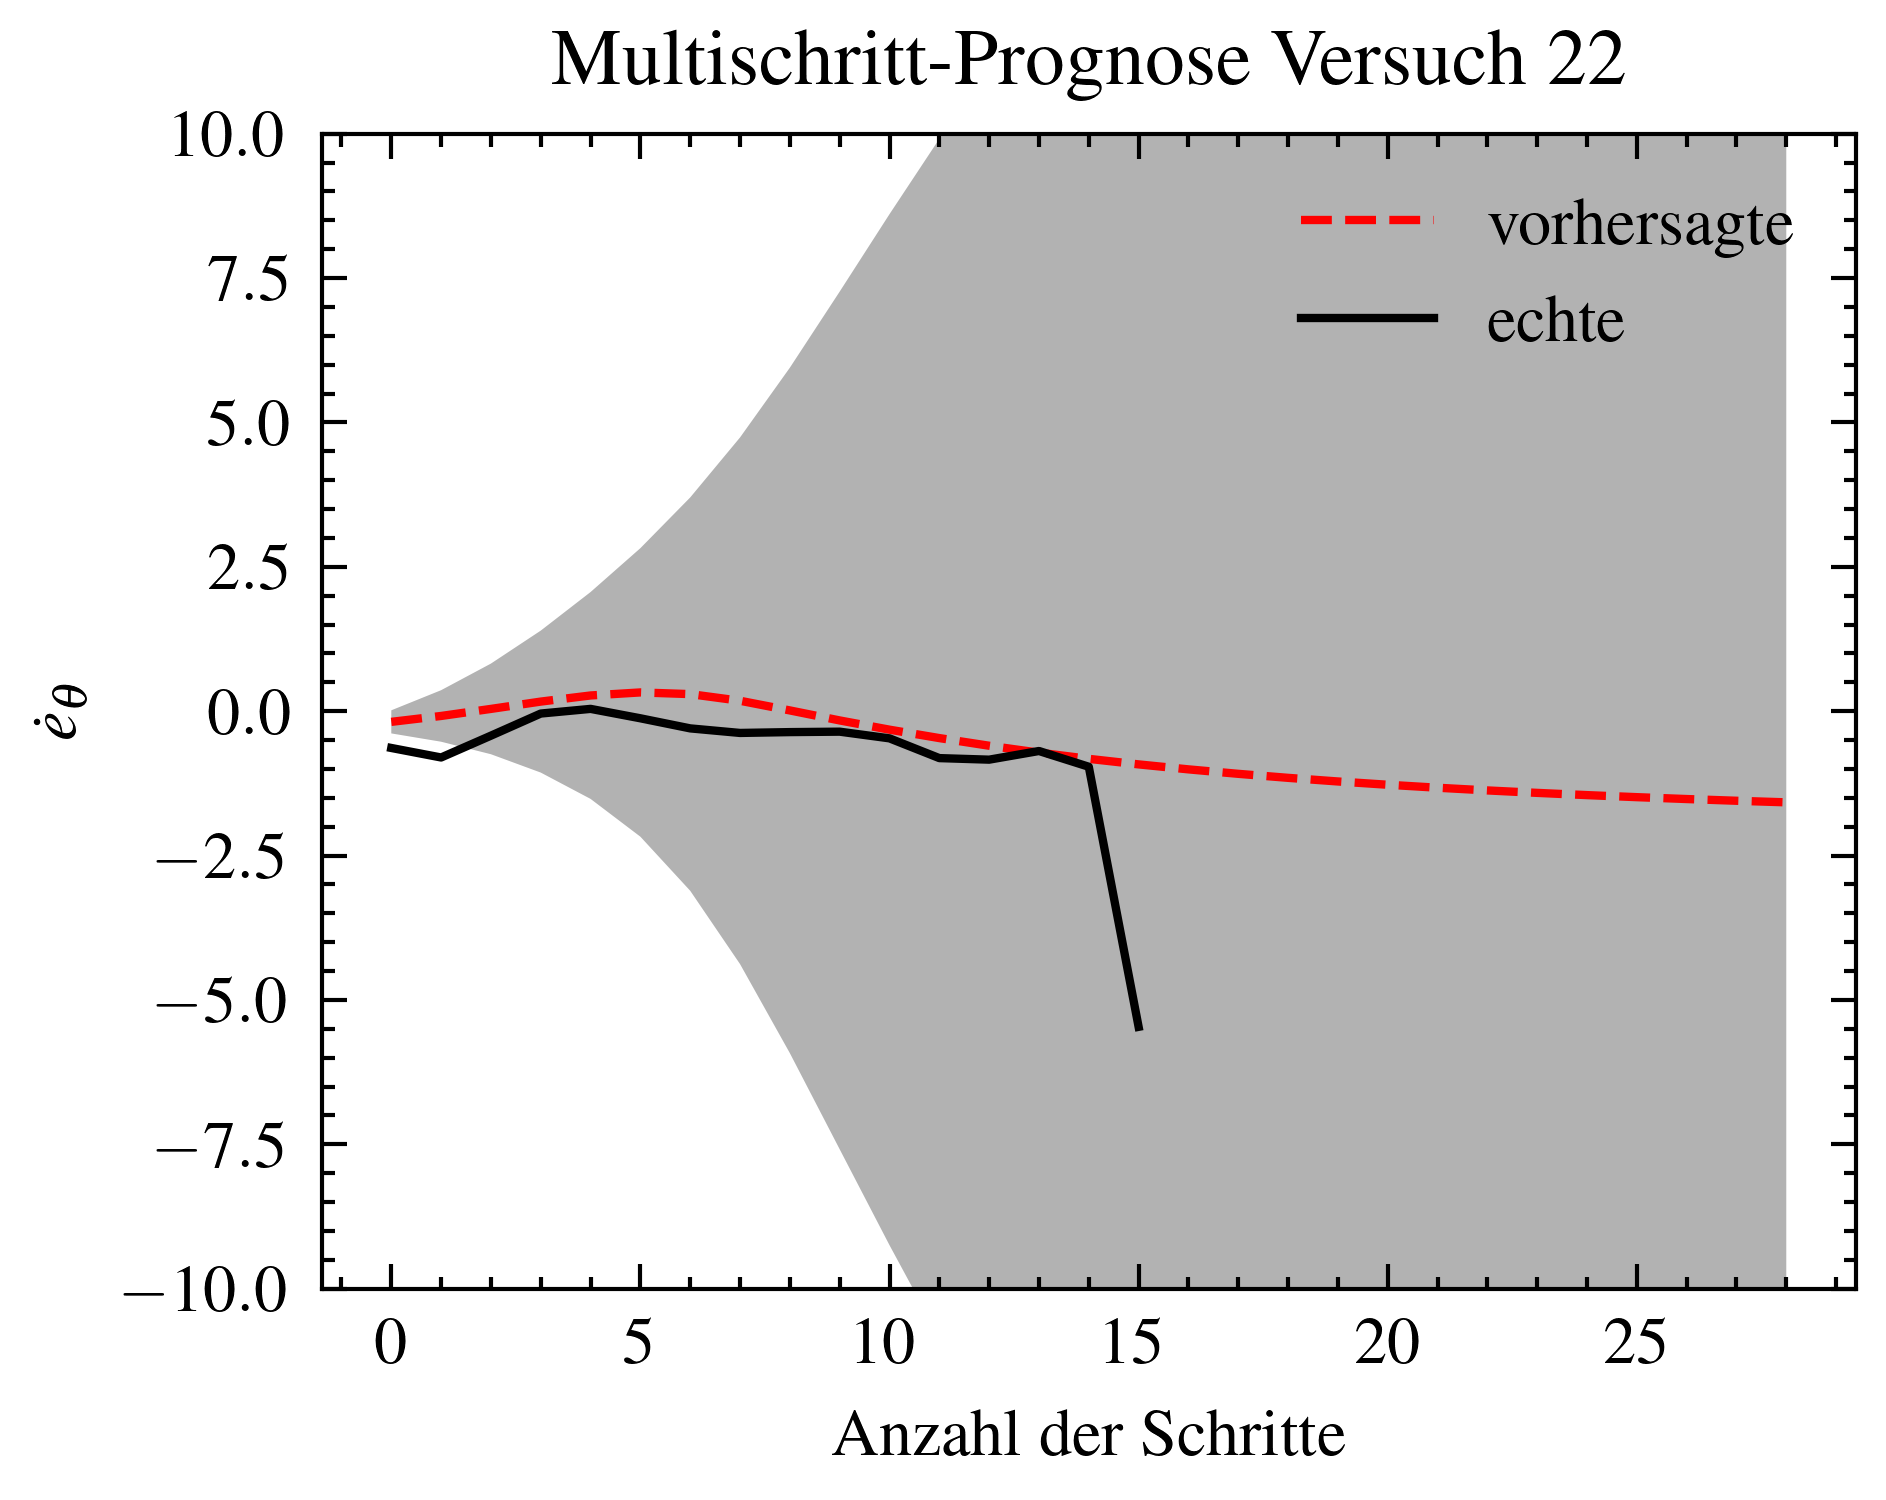 Multischritt-Prognose Versuch 22
10.0
7.5
5.0
2.5
0.0
−2.5
−5.0
−7.5
−10.0
ė_θ
vorhersagte
echte
0 5 10 15 20 25
Anzahl der Schritte